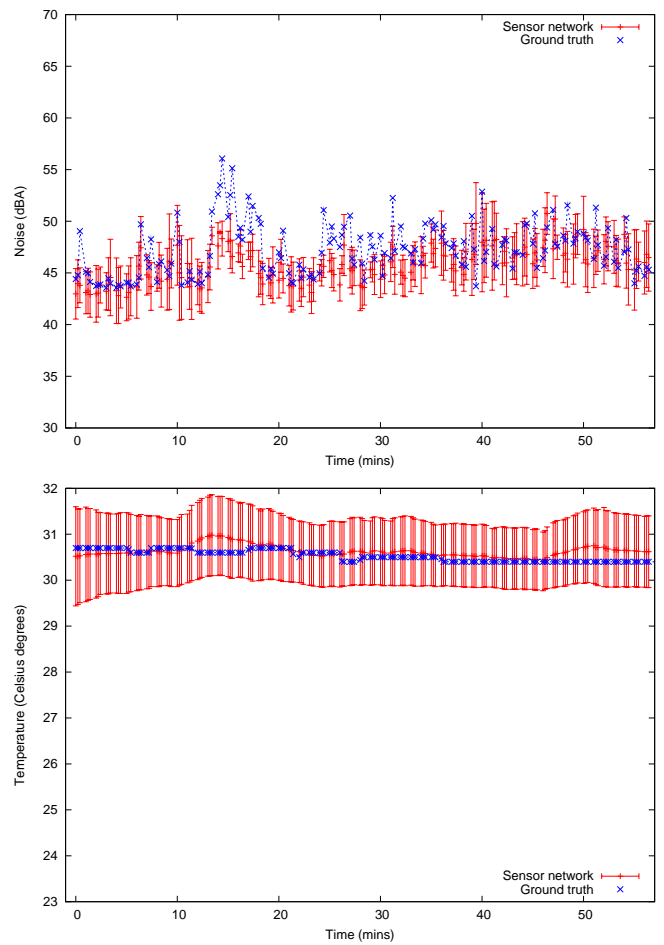 70
65
60
55
50
45
40
35
30
Noise (dBA)
Sensor network
Ground truth
0 10 20 30 40 50
Time (mins)
32
31
30
29
28
27
26
25
24
23
Temperature (Celsius degrees)
Sensor network
Ground truth
0 10 20 30 40 50
Time (mins)